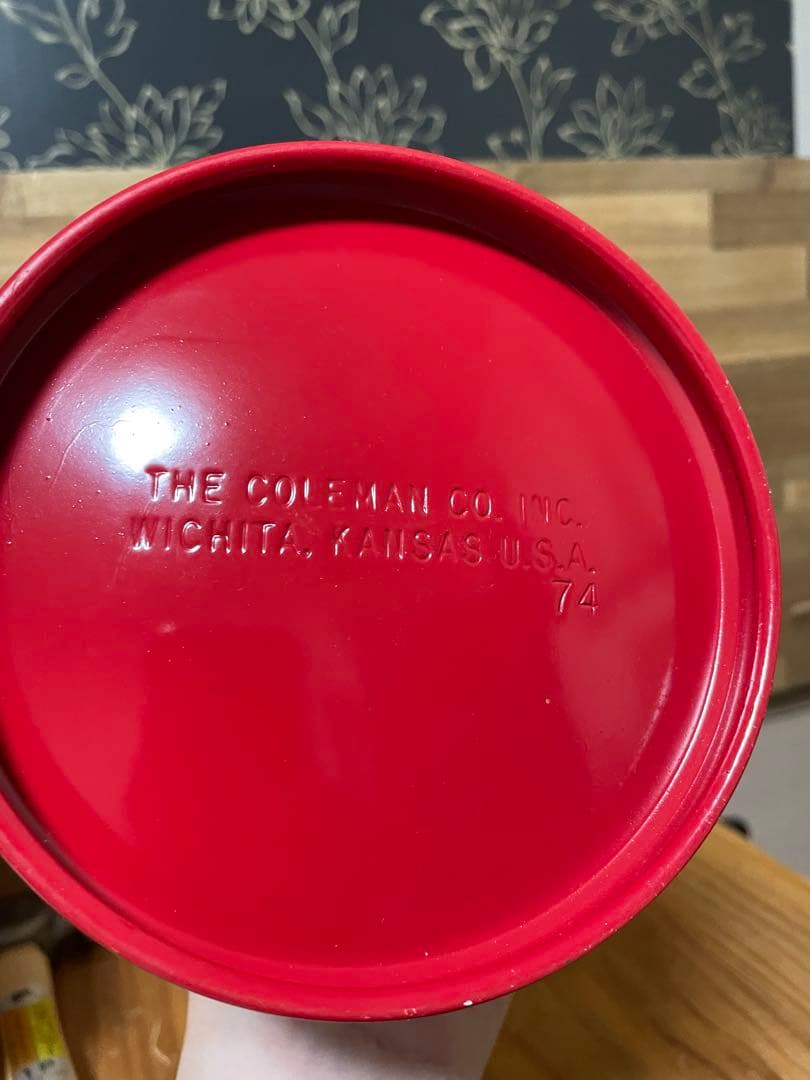 THE COLEMAN CO. INC.
WICHITA, KANSAS U.S.A.
74